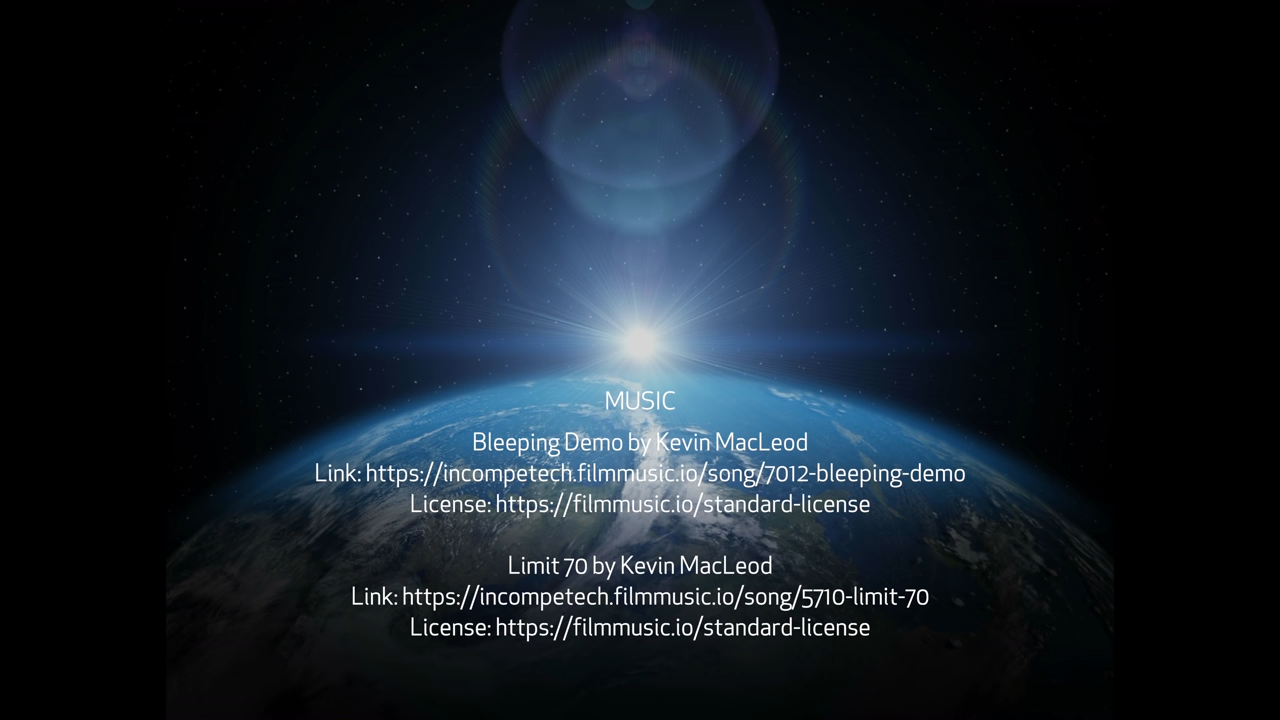 MUSIC
Bleeping Demo by Kevin MacLeod
Link: https://incompetech.filmmusic.io/song/7012-bleeping-demo
License: https://filmmusic.io/standard-license
Limit 70 by Kevin MacLeod
Link: https://incompetech.filmmusic.io/song/5710-limit-70
License: https://filmmusic.io/standard-license